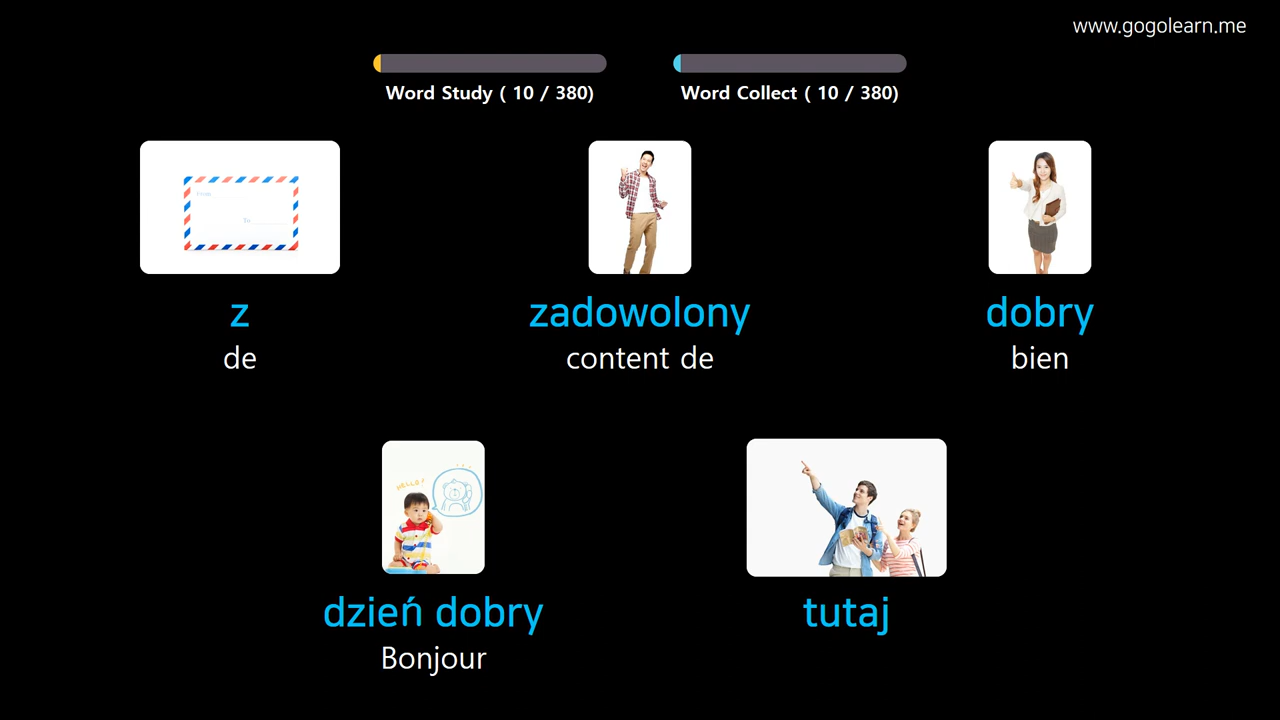 www.gogolearn.me
Word Study ( 10 / 380)
Word Collect ( 10 / 380)
z
de
zadowolony
content de
dobry
bien
HELLO!
dzień dobry
Bonjour
tutaj